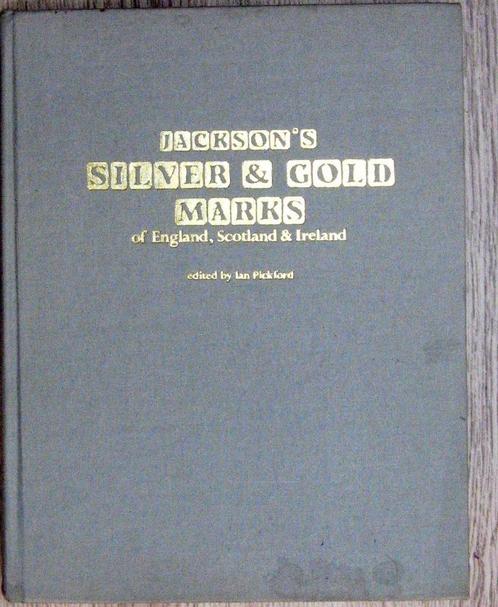 JACKSON'S
SILVER & GOLD
MARKS
of England, Scotland & Ireland
edited by Ian Pickford